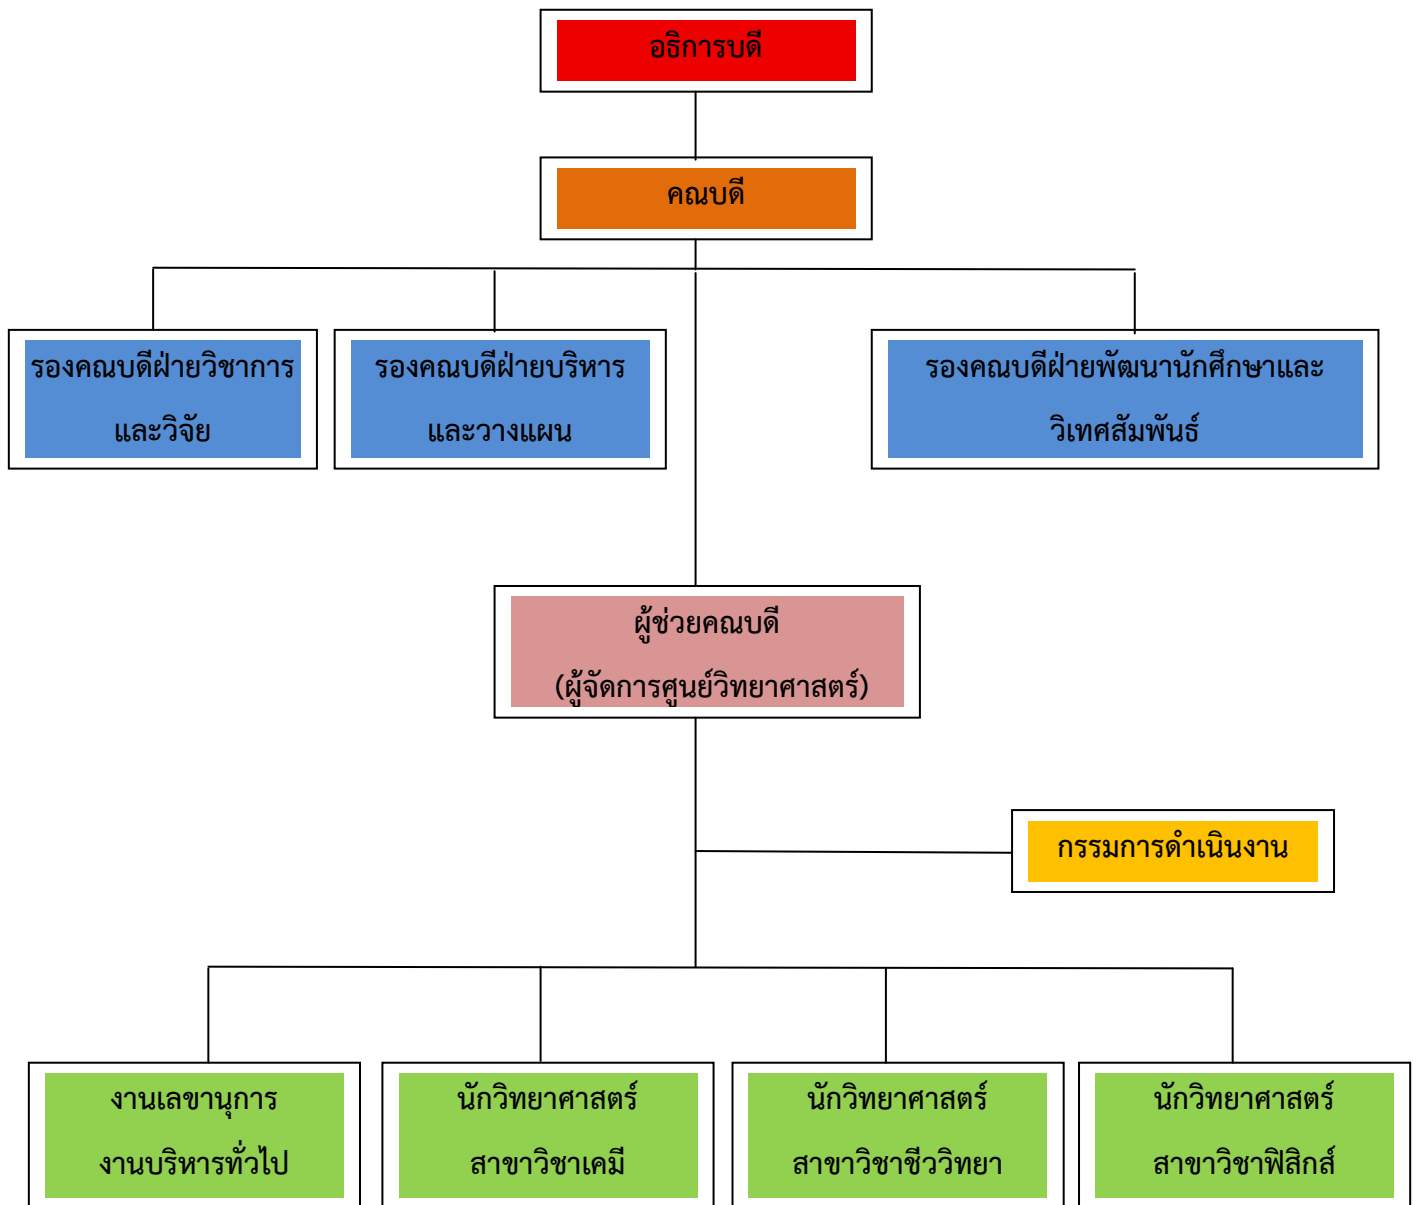 อธิการบดี
คณบดี
รองคณบดีฝ่ายวิชาการ
และวิจัย
รองคณบดีฝ่ายบริหาร
และวางแผน
รองคณบดีฝ่ายพัฒนานักศึกษาและ
วิเทศสัมพันธ์
ผู้ช่วยคณบดี
(ผู้จัดการศูนย์วิทยาศาสตร์)
กรรมการดำเนินงาน
งานเลขานุการ
งานบริหารทั่วไป
นักวิทยาศาสตร์
สาขาวิชาเคมี
นักวิทยาศาสตร์
สาขาวิชาชีววิทยา
นักวิทยาศาสตร์
สาขาวิชาฟิสิกส์